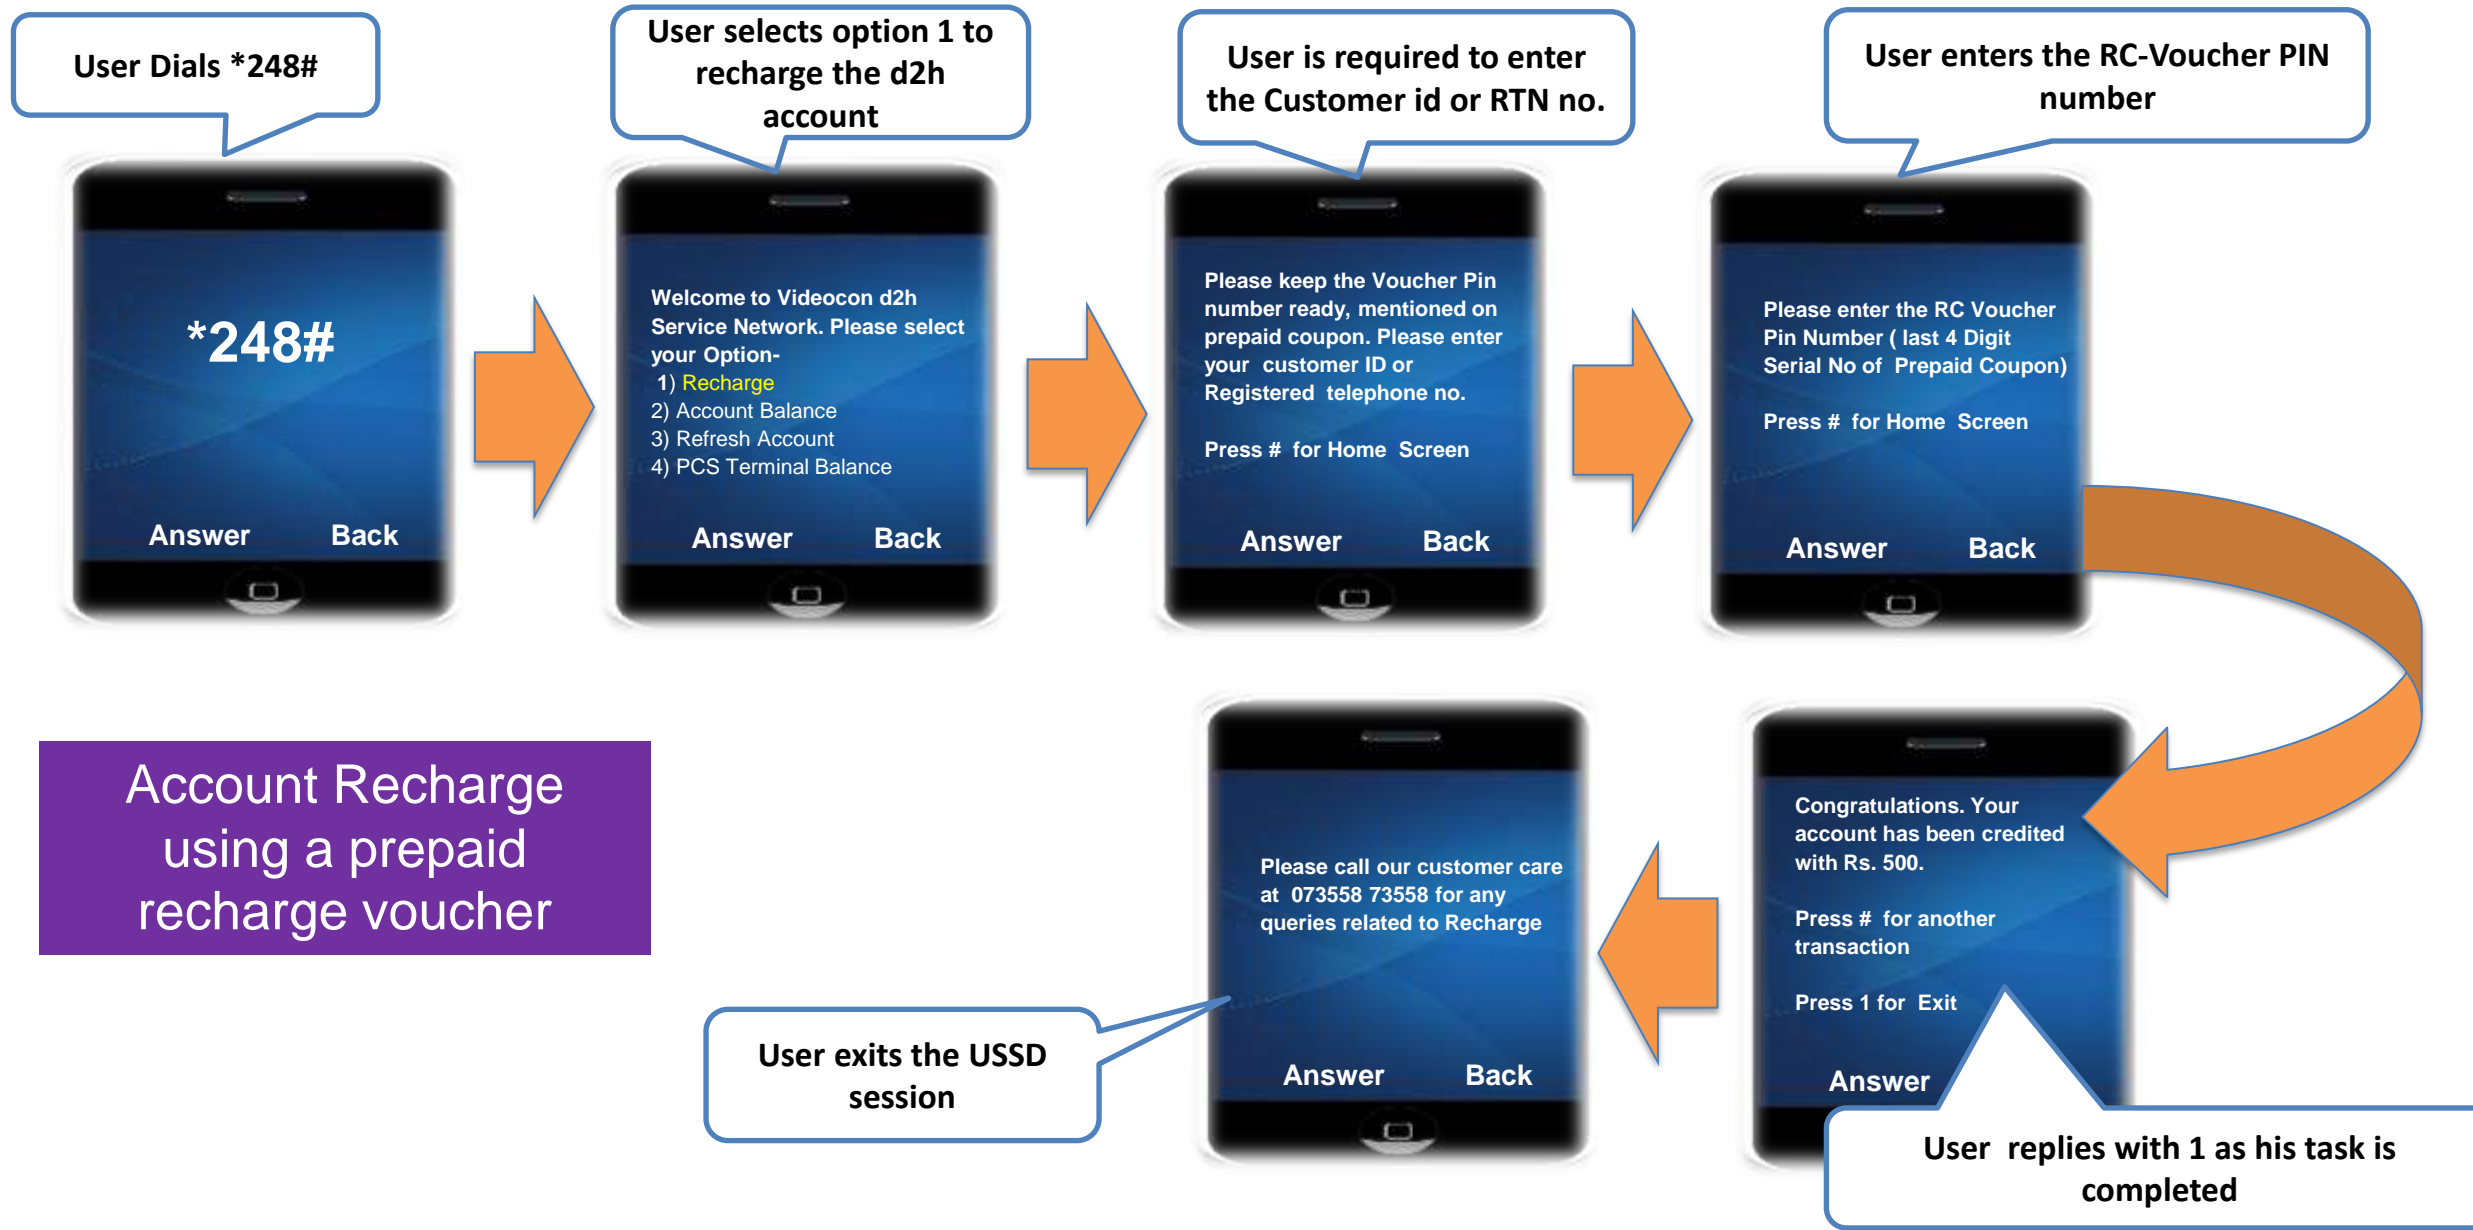 User Dials *248#
User selects option 1 to
recharge the d2h
account
User is required to enter
the Customer id or RTN no.
User enters the RC-Voucher PIN
number
*248#
Answer Back
Welcome to Videocon d2h
Service Network. Please select
your Option-
1) Recharge
2) Account Balance
3) Refresh Account
4) PCS Terminal Balance
Answer Back
Please keep the Voucher Pin
number ready, mentioned on
prepaid coupon. Please enter
your customer ID or
Registered telephone no.
Press # for Home Screen
Answer Back
Please enter the RC Voucher
Pin Number ( last 4 Digit
Serial No of Prepaid Coupon)
Press # for Home Screen
Answer Back
Account Recharge
using a prepaid
recharge voucher
Congratulations. Your
account has been credited
with Rs. 500.
Press # for another
transaction
Press 1 for Exit
Answer
User replies with 1 as his task is
completed
Please call our customer care
at 073558 73558 for any
queries related to Recharge
Answer Back
User exits the USSD
session